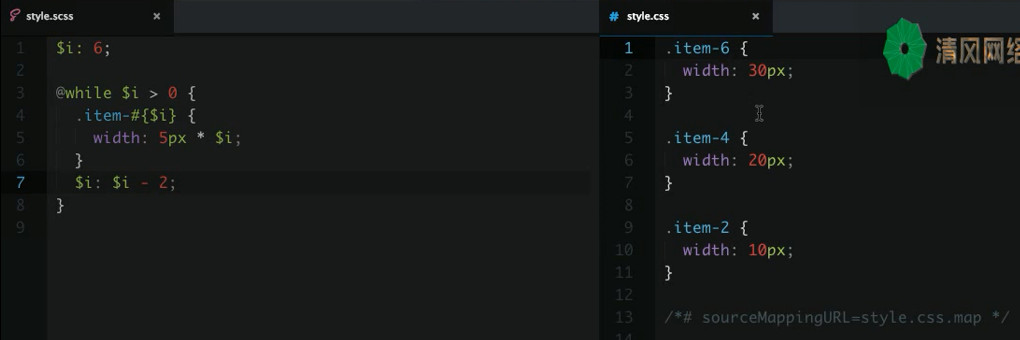 style.scss ×
1 $i: 6;
2
3 @while $i > 0 {
4 .item-#{$i} {
5 width: 5px * $i;
6 }
7 $i: $i - 2;
8 }
9
# style.css ×
1 .item-6 {
2 width: 30px;
3 }
4
5 .item-4 {
6 width: 20px;
7 }
8
9 .item-2 {
10 width: 10px;
11 }
12
13 /*# sourceMappingURL=style.css.map */
14
清风网络